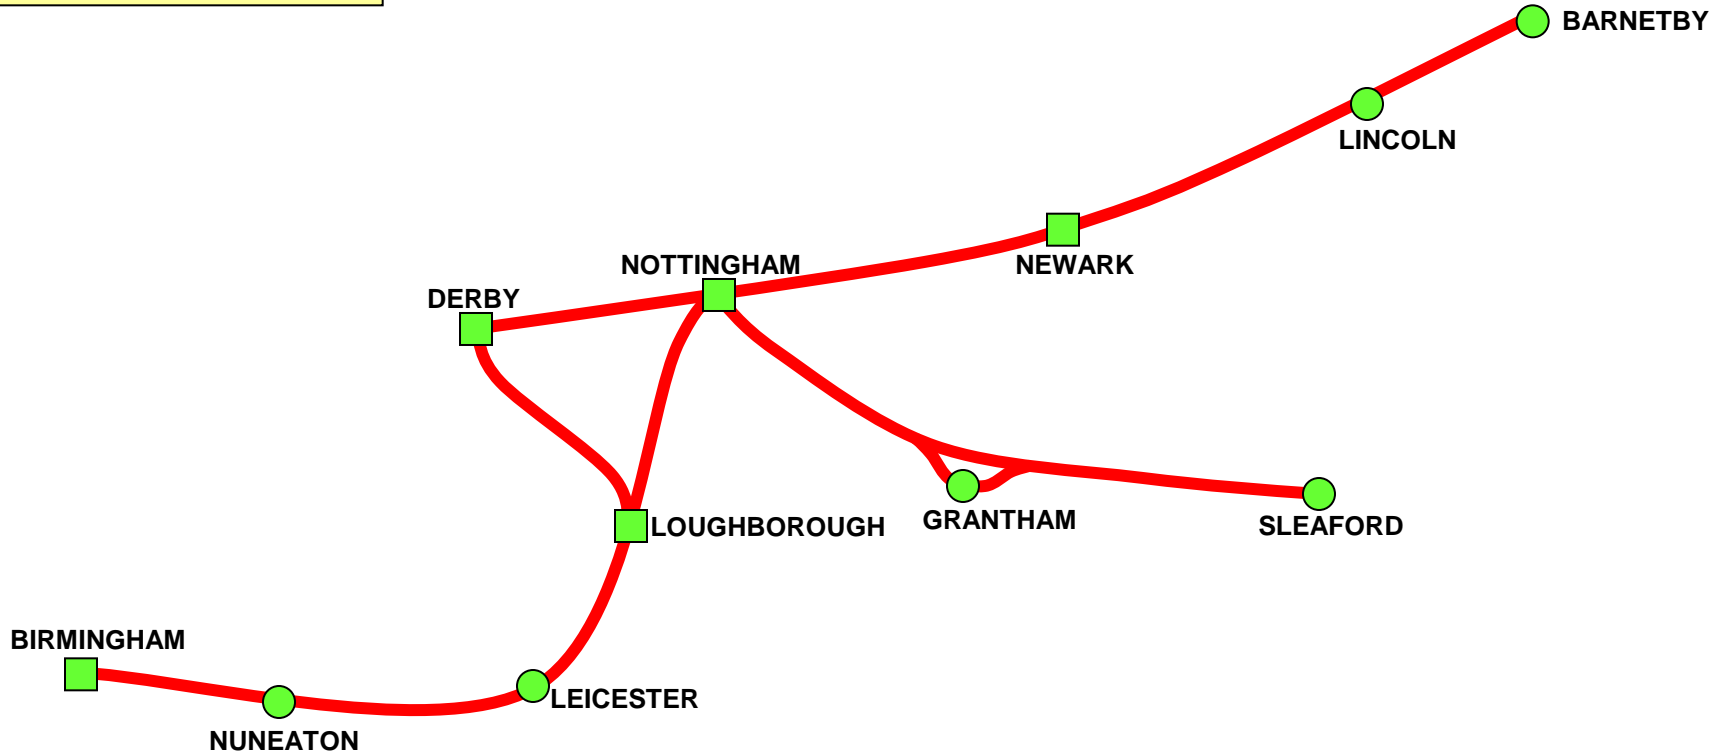 BARNETBY
LINCOLN
NOTTINGHAM
NEWARK
DERBY
LOUGHBOROUGH
GRANTHAM
SLEAFORD
BIRMINGHAM
LEICESTER
NUNEATON